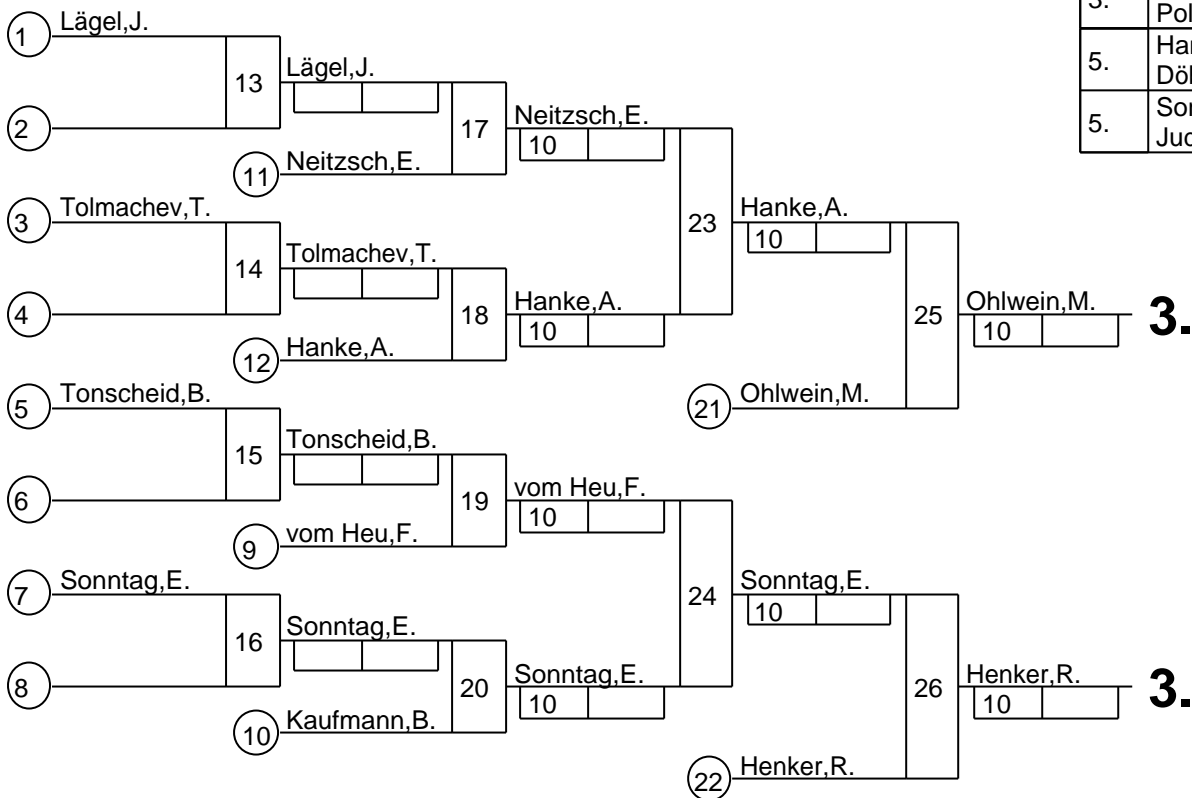 3.
5.
5.
1 Lägel,J.
13 Lägel,J.
2
17 Neitzsch,E.
10
11 Neitzsch,E.
3 Tolmachev,T.
23 Hanke,A.
10
14 Tolmachev,T.
4
18 Hanke,A.
10
25 Ohlwein,M. 3.
10
12 Hanke,A.
5 Tonscheid,B.
21 Ohlwein,M.
15 Tonscheid,B.
6
19 vom Heu,F.
10
9 vom Heu,F.
7 Sonntag,E.
24 Sonntag,E.
10
16 Sonntag,E.
8
20 Sonntag,E.
10
26 Henker,R. 3.
10
10 Kaufmann,B.
22 Henker,R.